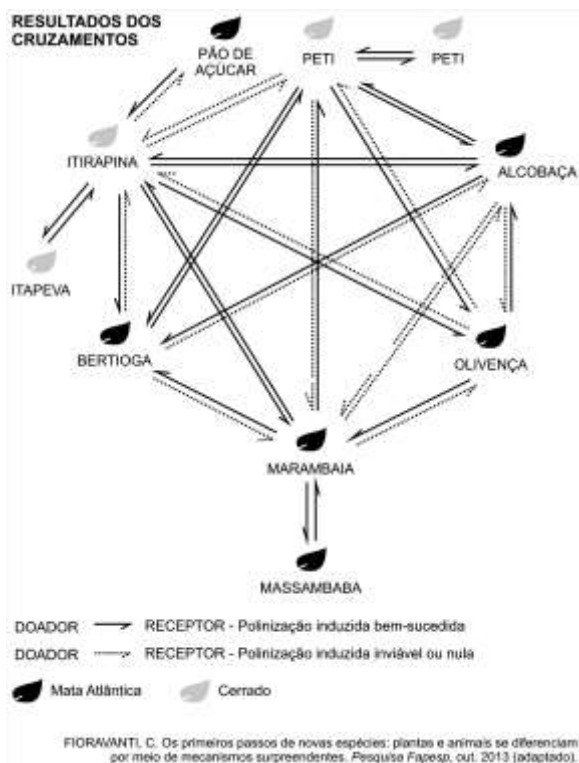 RESULTADOS DOS
CRUZAMENTOS
PÃO DE
AÇÚCAR
PETI
PETI
ITIRAPINA
ALCOBAÇA
ITAPEVA
BERTIOGA
OLIVENÇA
MARAMBAIA
MASSAMBABA
DOADOR RECEPTOR - Polinização induzida bem-sucedida
DOADOR RECEPTOR - Polinização induzida inviável ou nula
Mata Atlântica Cerrado
FIORAVANTI, C. Os primeiros passos de novas espécies: plantas e animais se diferenciam
por meio de mecanismos surpreendentes. Pesquisa Fapesp, out. 2013 (adaptado).